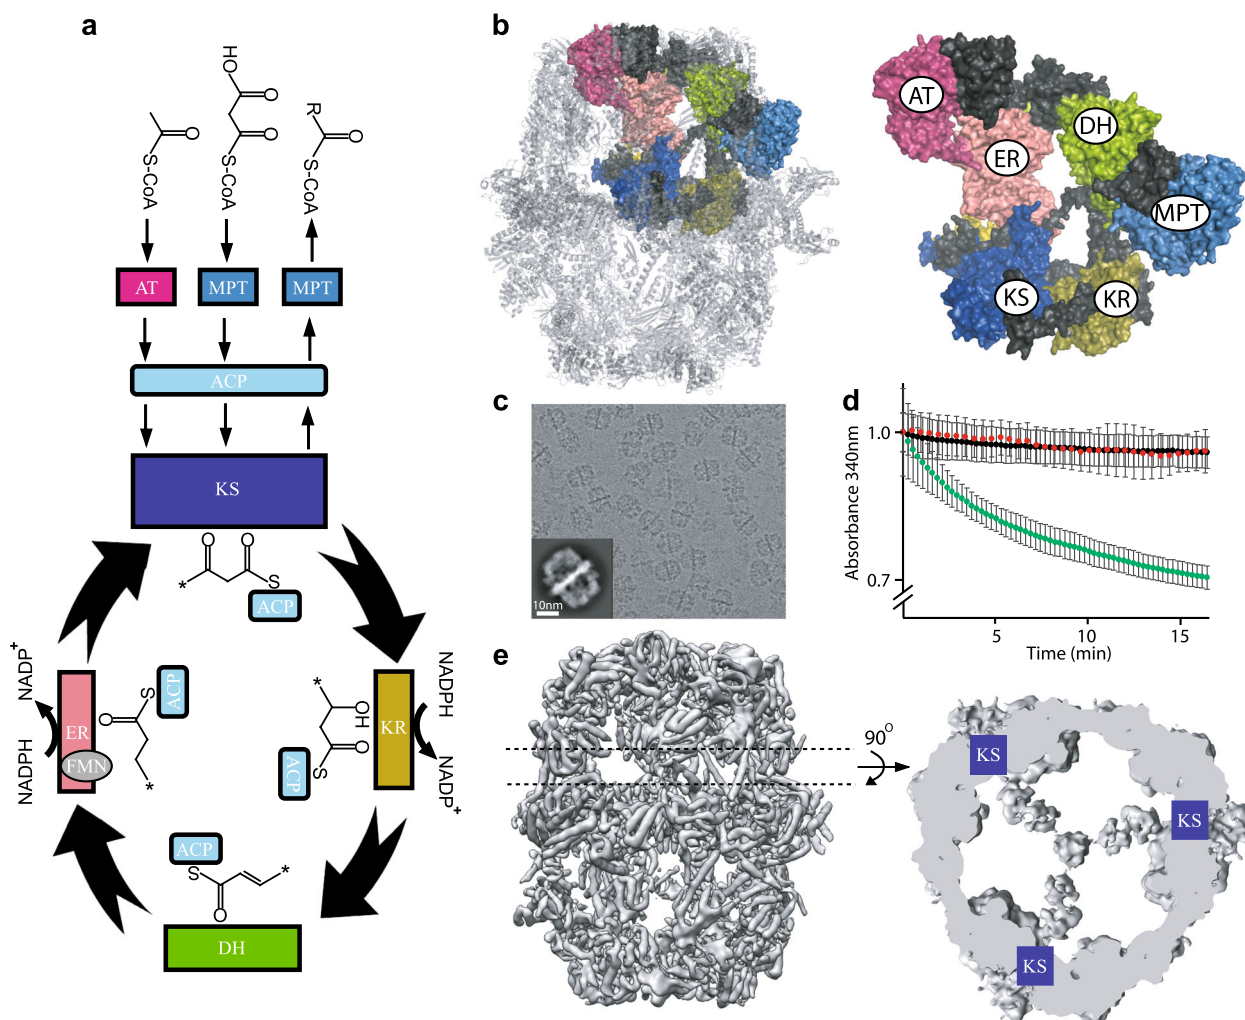 a
HO
O
O
O
R
O
S-CoA
S-CoA
S-CoA
AT
MPT
MPT
ACP
KS
O
O
*
S
ACP
NADP+
NADPH
ER
FMN
ACP
S
O
*
*
O
H
O
S
ACP
KR
NADPH
NADP+
ACP
S
*
O
DH
b
AT
ER
DH
MPT
KS
KR
c
10nm
d
Absorbance 340nm
1.0
0.7
5
10
15
Time (min)
e
90O
KS
KS
KS